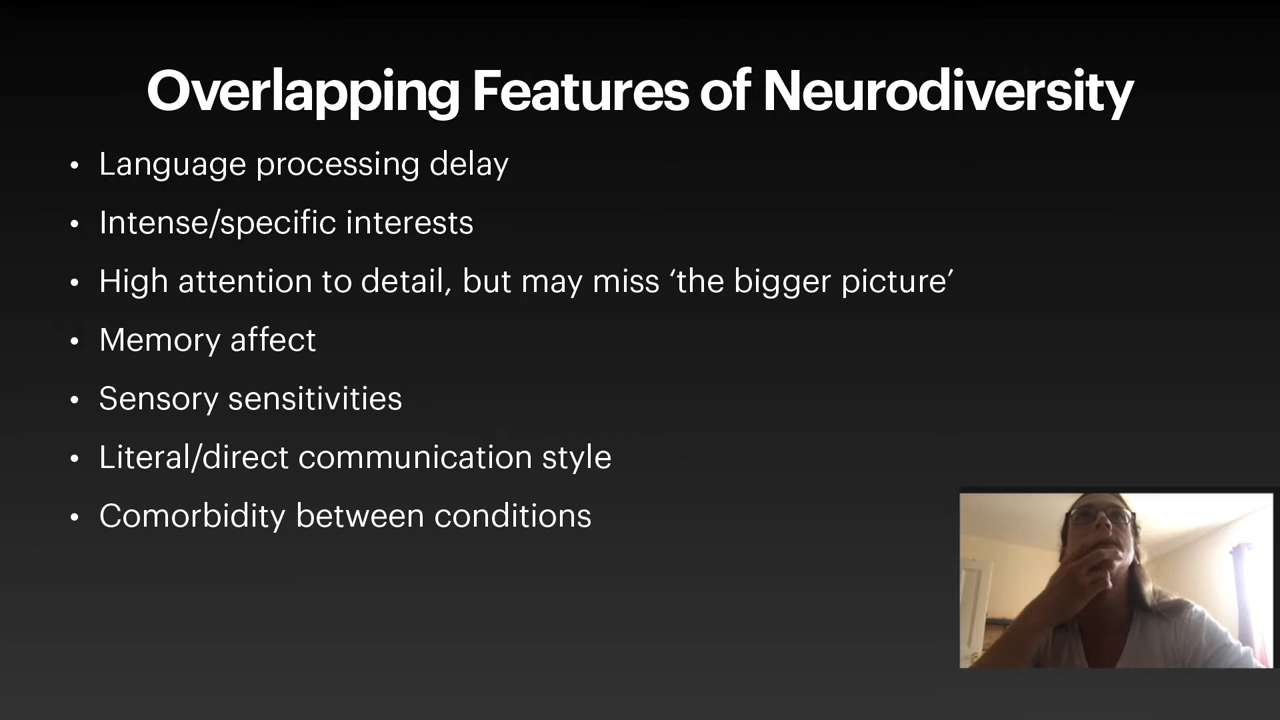 Overlapping Features of Neurodiversity
• Language processing delay
• Intense/specific interests
• High attention to detail, but may miss ‘the bigger picture’
• Memory affect
• Sensory sensitivities
• Literal/direct communication style
• Comorbidity between conditions